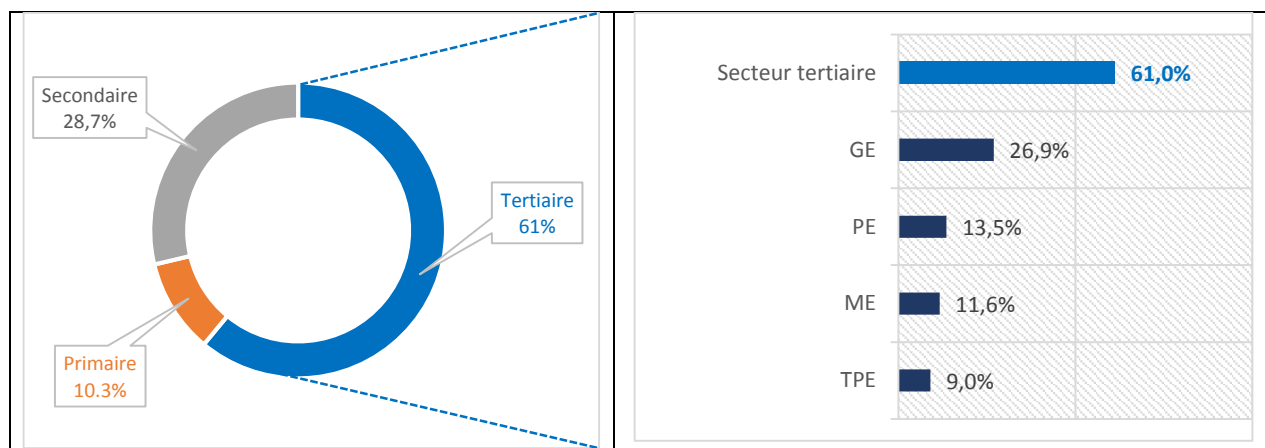 Secondaire
28,7%
Tertiaire
61%
Primaire
10.3%
Secteur tertiaire
61,0%
GE
26,9%
PE
13,5%
ME
11,6%
TPE
9,0%